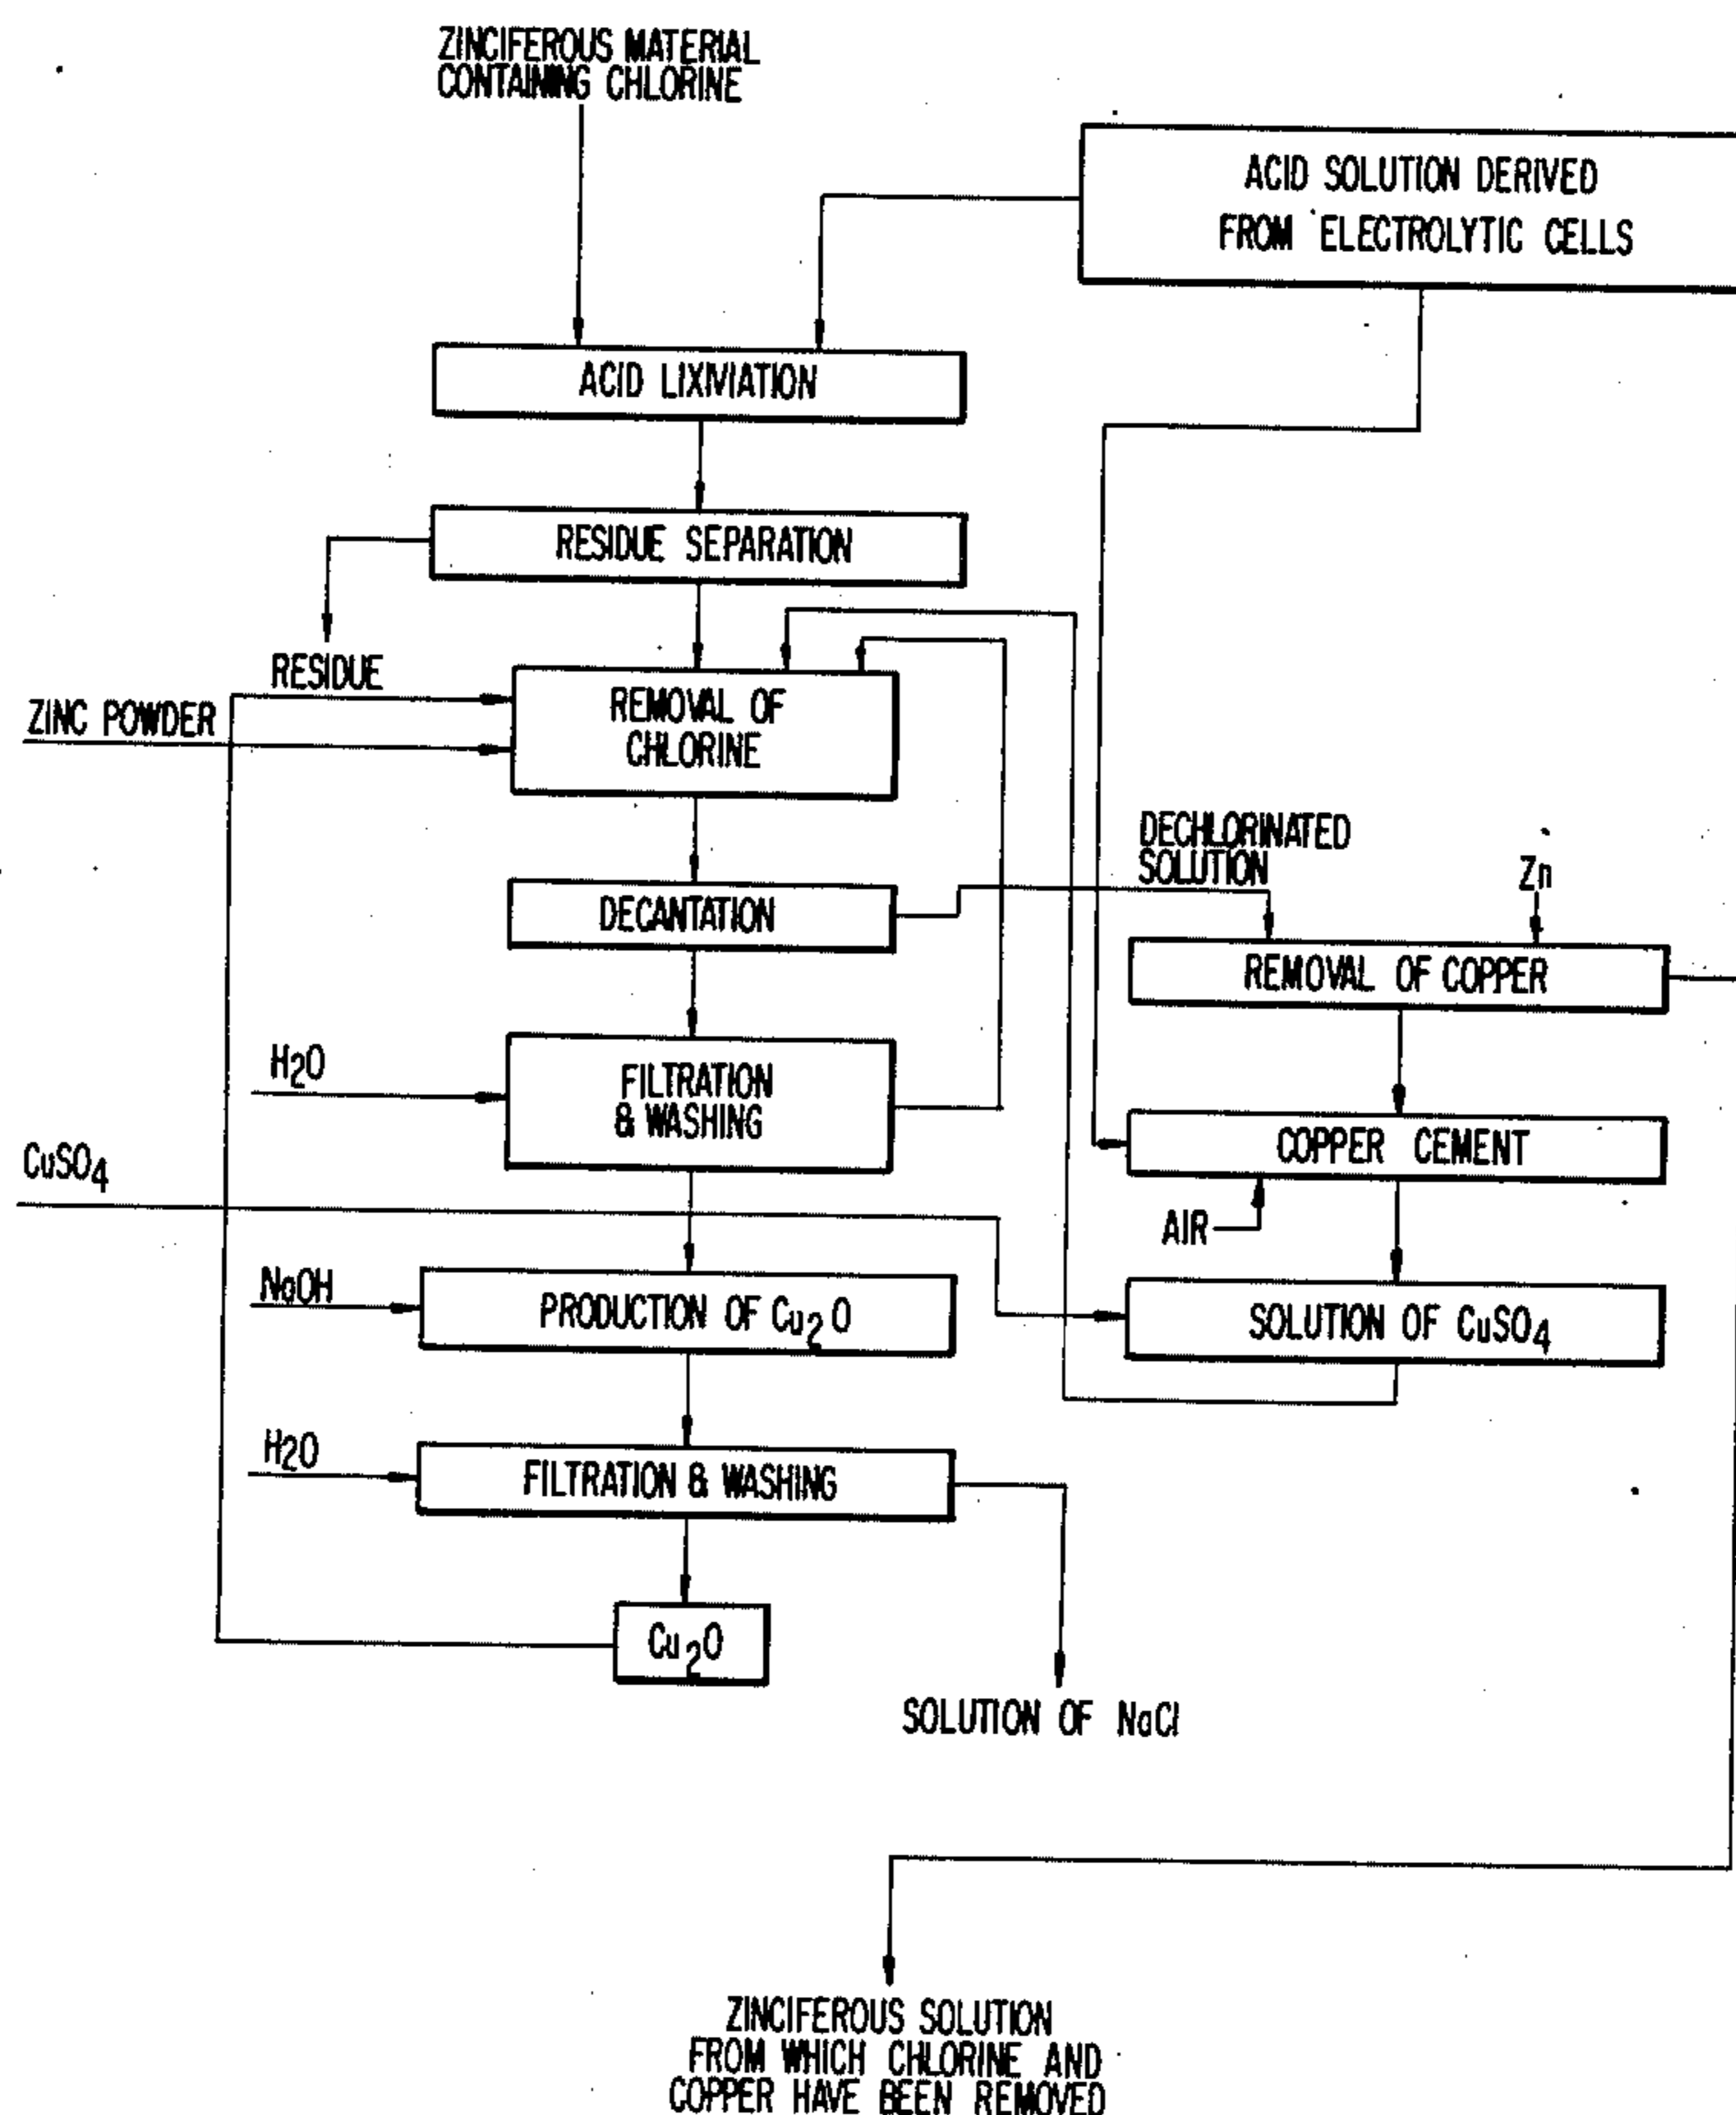 ZINCIFEROUS MATERIAL
CONTAINING CHLORINE
ACID SOLUTION DERIVED
FROM ELECTROLYTIC CELLS
ACID LIXIVIATION
RESIDUE SEPARATION
RESIDUE
ZINC POWDER
REMOVAL OF
CHLORINE
DECHLORINATED
SOLUTION
Zn
DECANTATION
REMOVAL OF COPPER
H2O
FILTRATION
& WASHING
COPPER CEMENT
CuSO4
AIR
NaOH
PRODUCTION OF Cu2O
SOLUTION OF CuSO4
H2O
FILTRATION & WASHING
Cu2O
SOLUTION OF NaCl
ZINCIFEROUS SOLUTION
FROM WHICH CHLORINE AND
COPPER HAVE BEEN REMOVED